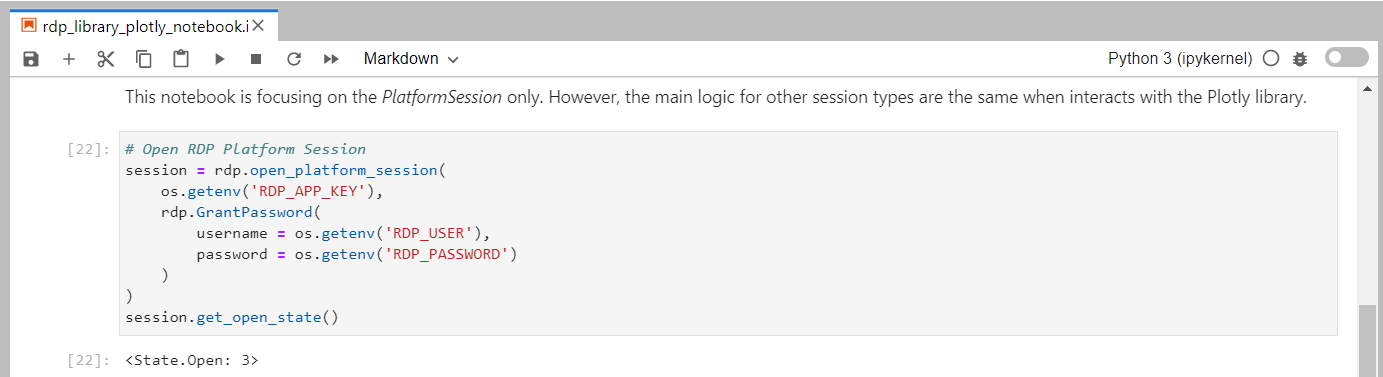 rdp_library_plotly_notebook.i
Markdown
Python 3 (ipykernel)
This notebook is focusing on the PlatformSession only. However, the main logic for other session types are the same when interacts with the Plotly library.
[22]:
# Open RDP Platform Session
session = rdp.open_platform_session(
    os.getenv('RDP_APP_KEY'),
    rdp.GrantPassword(
        username = os.getenv('RDP_USER'),
        password = os.getenv('RDP_PASSWORD')
    )
)
session.get_open_state()
[22]: <State.Open: 3>